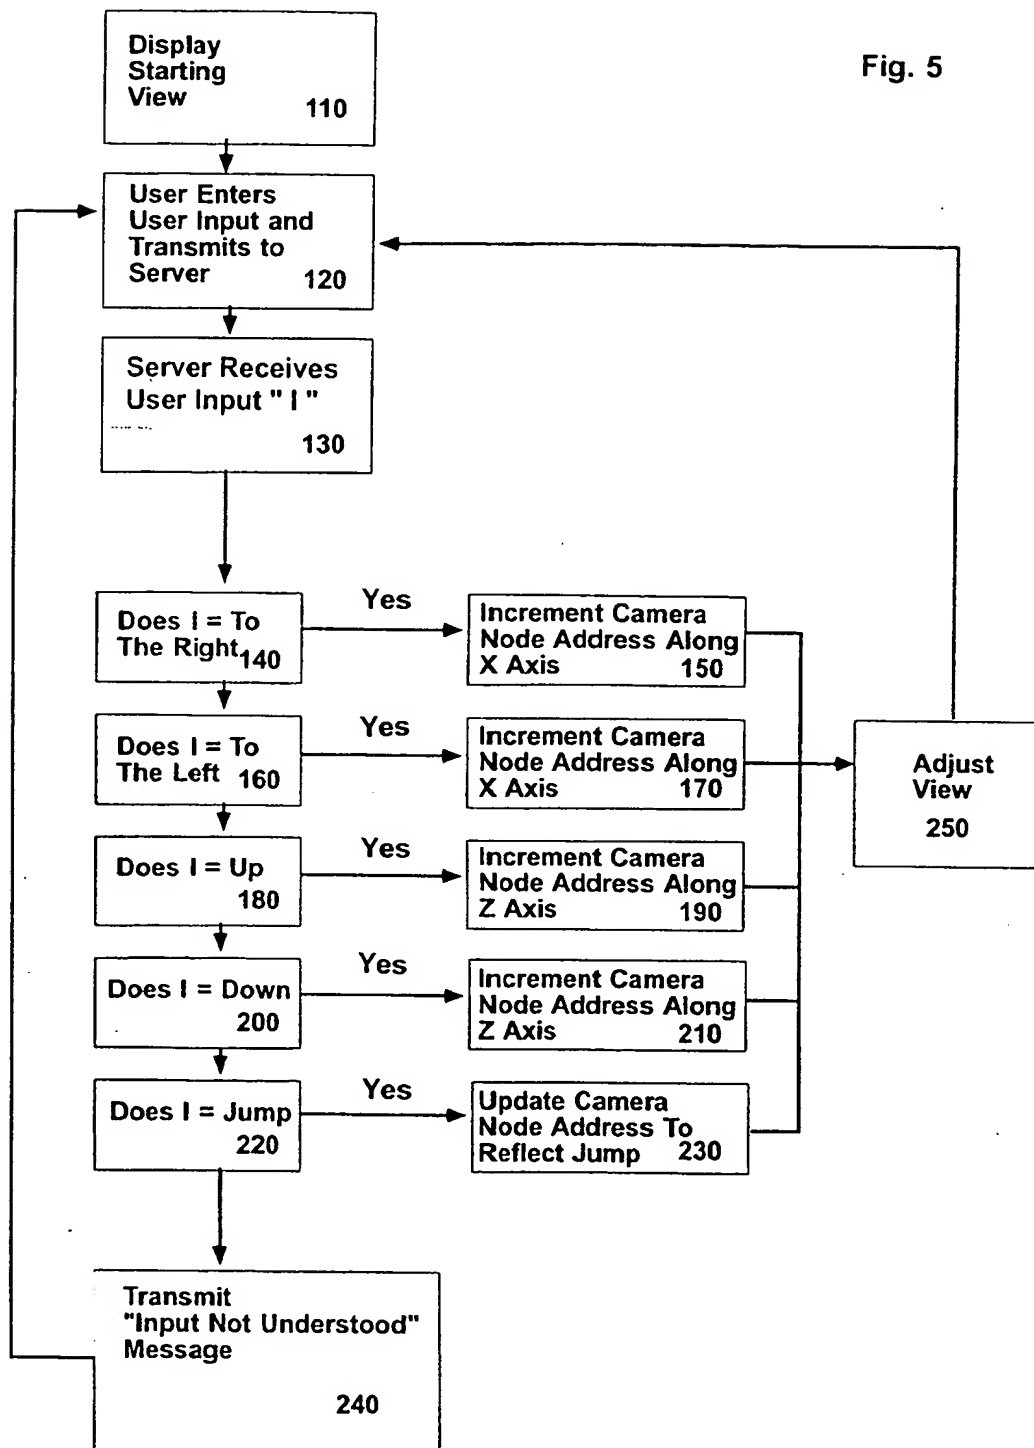 Fig. 5
Display
Starting
View
110
User Enters
User Input and
Transmits to
Server
120
Server Receives
User Input " I "
130
Does I = To
The Right
140
Yes
Increment Camera
Node Address Along
X Axis
150
Does I = To
The Left
160
Yes
Increment Camera
Node Address Along
X Axis
170
Adjust
View
250
Does I = Up
180
Yes
Increment Camera
Node Address Along
Z Axis
190
Does I = Down
200
Yes
Increment Camera
Node Address Along
Z Axis
210
Does I = Jump
220
Yes
Update Camera
Node Address To
Reflect Jump
230
Transmit
"Input Not Understood"
Message
240